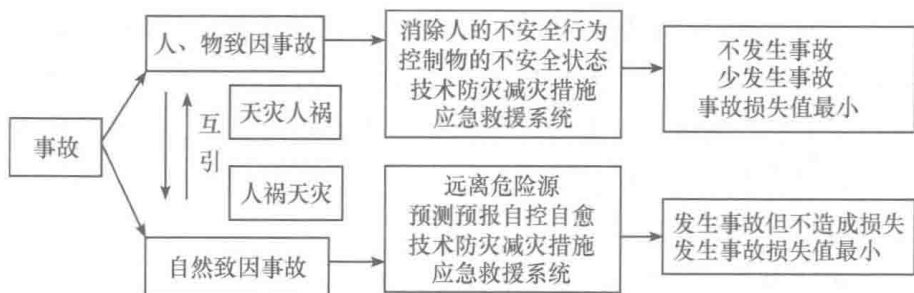 事故
人、物致因事故
互
引
天灾人祸
人祸天灾
自然致因事故
消除人的不安全行为
控制物的不安全状态
技术防灾减灾措施
应急救援系统
远离危险源
预测预报自控自愈
技术防灾减灾措施
应急救援系统
不发生事故
少发生事故
事故损失值最小
发生事故但不造成损失
发生事故损失值最小